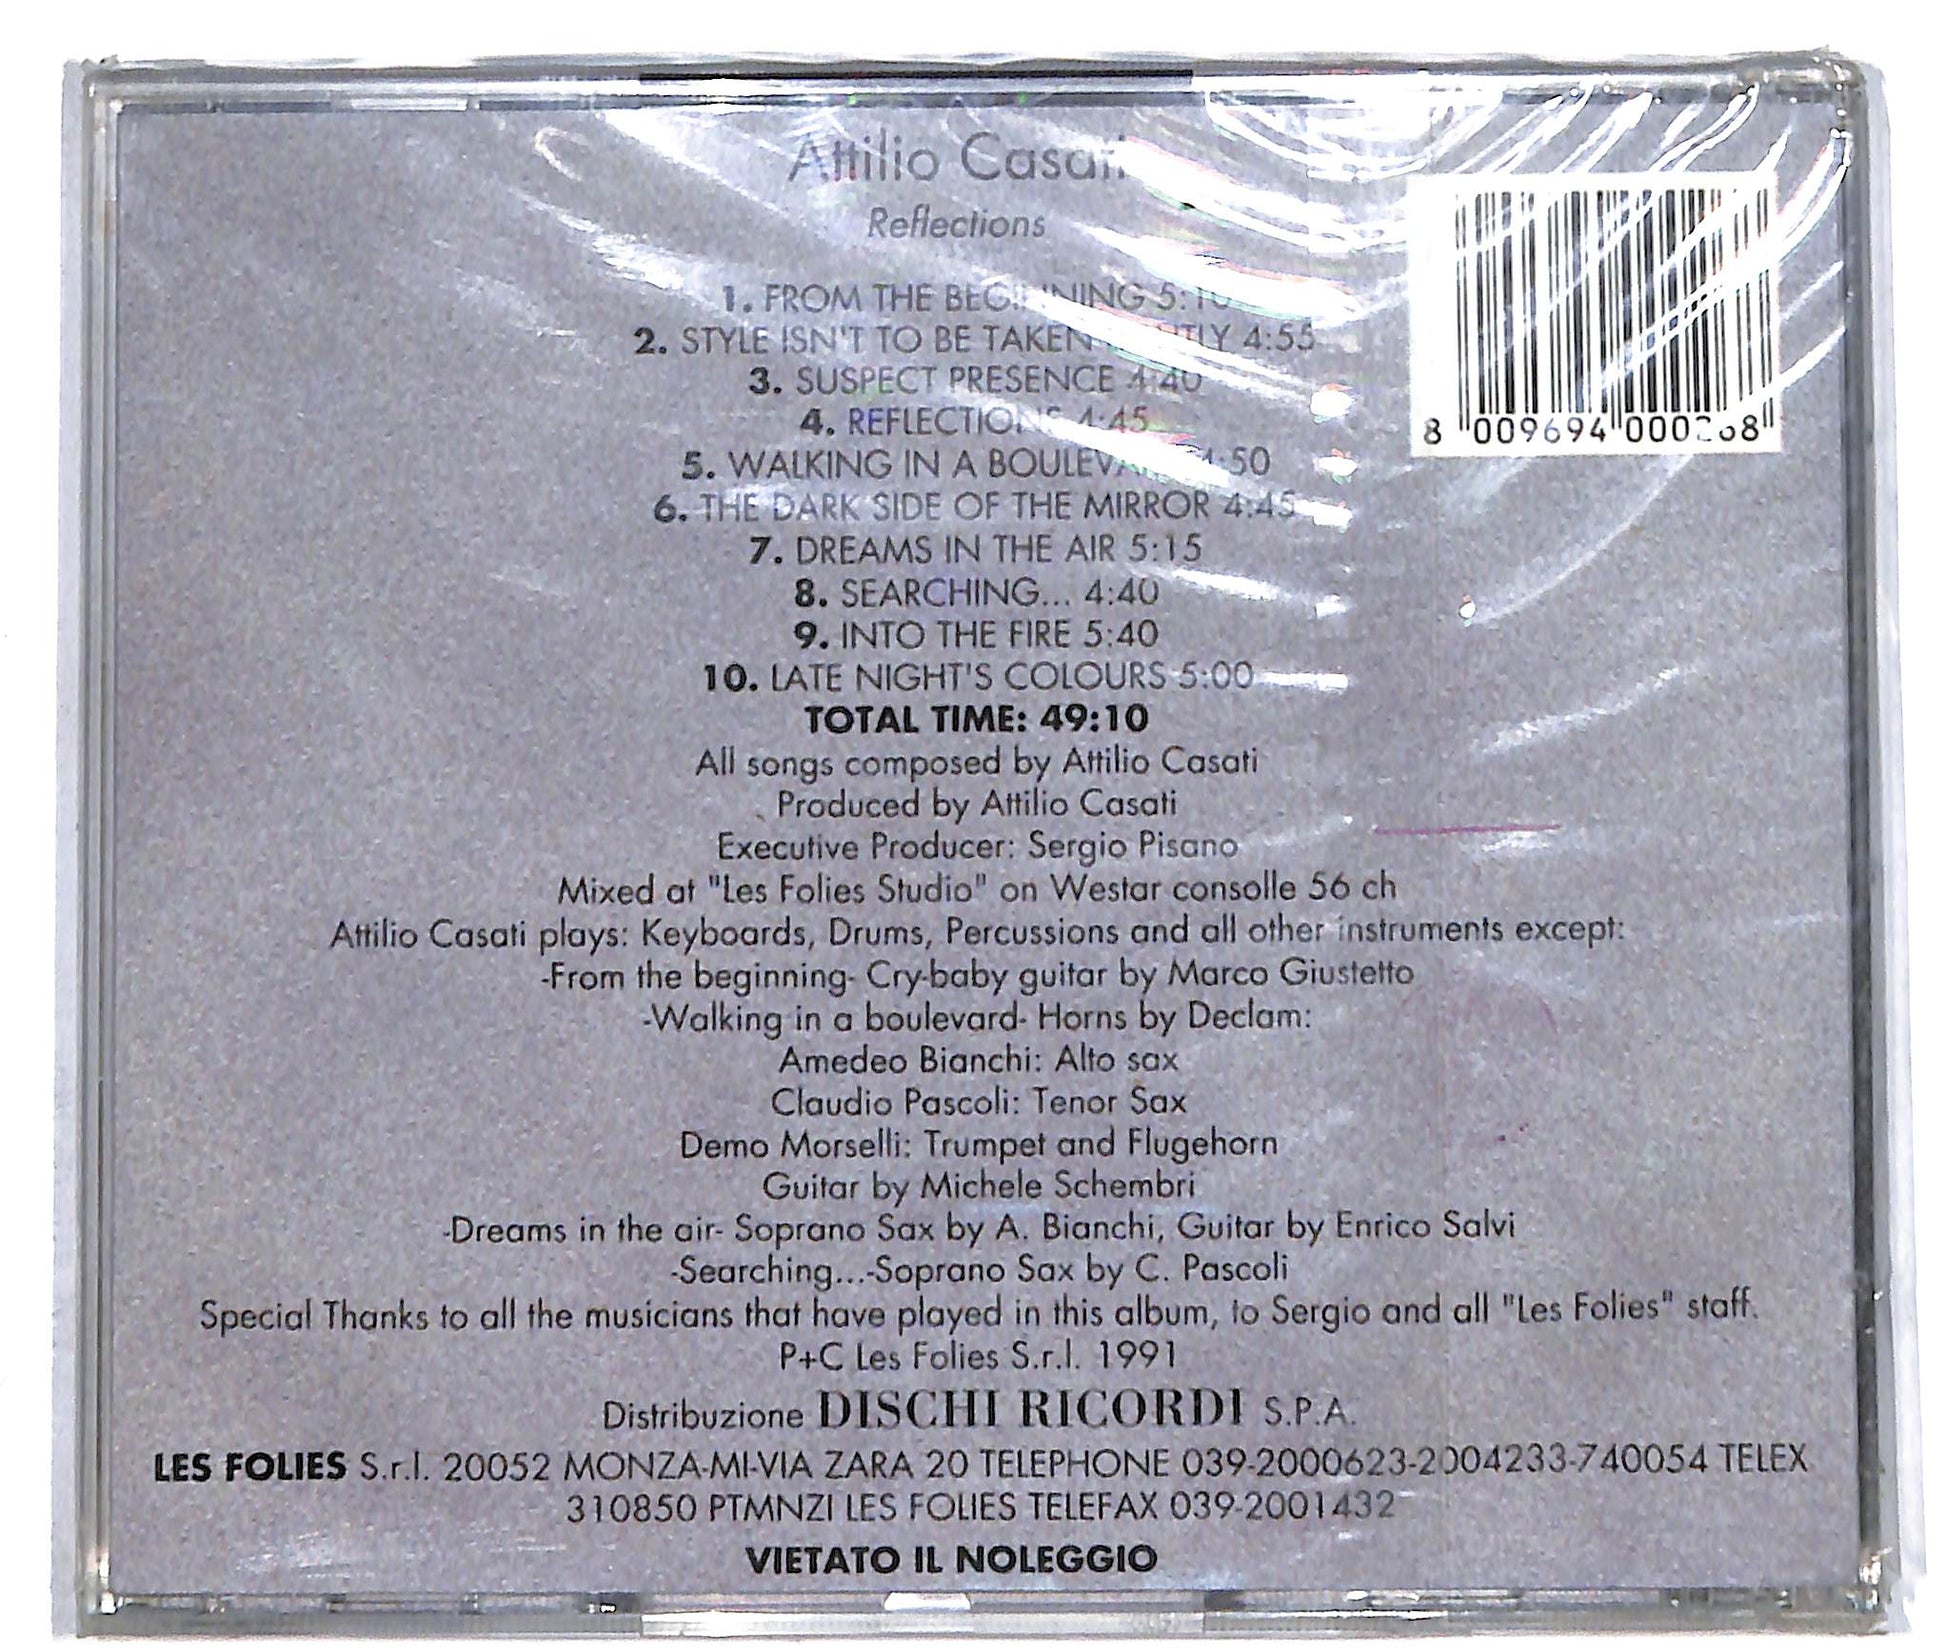 Attilio Casati
Reflections
1. FROM THE BEGINNING 5:10
2. STYLE ISN'T TO BE TAKEN LIGHTLY 4:55
3. SUSPECT PRESENCE 4:40
4. REFLECTIONS 4:45
5. WALKING IN A BOULEVARD 4:50
6. THE DARK SIDE OF THE MIRROR 4:45
7. DREAMS IN THE AIR 5:15
8. SEARCHING... 4:40
9. INTO THE FIRE 5:40
10. LATE NIGHT'S COLOURS 5:00
TOTAL TIME: 49:10
All songs composed by Attilio Casati
Produced by Attilio Casati
Executive Producer: Sergio Pisano
Mixed at "Les Folies Studio" on Westar consolle 56 ch
Attilio Casati plays: Keyboards, Drums, Percussions and all other instruments except:
-From the beginning- Cry-baby guitar by Marco Giustetto
-Walking in a boulevard- Horns by Declam:
Amedeo Bianchi: Alto sax
Claudio Pascoli: Tenor Sax
Demo Morselli: Trumpet and Flugehorn
Guitar by Michele Schembri
-Dreams in the air- Soprano Sax by A. Bianchi, Guitar by Enrico Salvi
-Searching...-Soprano Sax by C. Pascoli
Special Thanks to all the musicians that have played in this album, to Sergio and all "Les Folies" staff.
P+C Les Folies S.r.l. 1991
Distribuzione DISCHI RICORDI S.P.A.
LES FOLIES S.r.l. 20052 MONZA-MI-VIA ZARA 20 TELEPHONE 039-2000623-2004233-740054 TELEX
310850 PTMNZI LES FOLIES TELEFAX 039-2001432
VIETATO IL NOLEGGIO
8 009694 000268